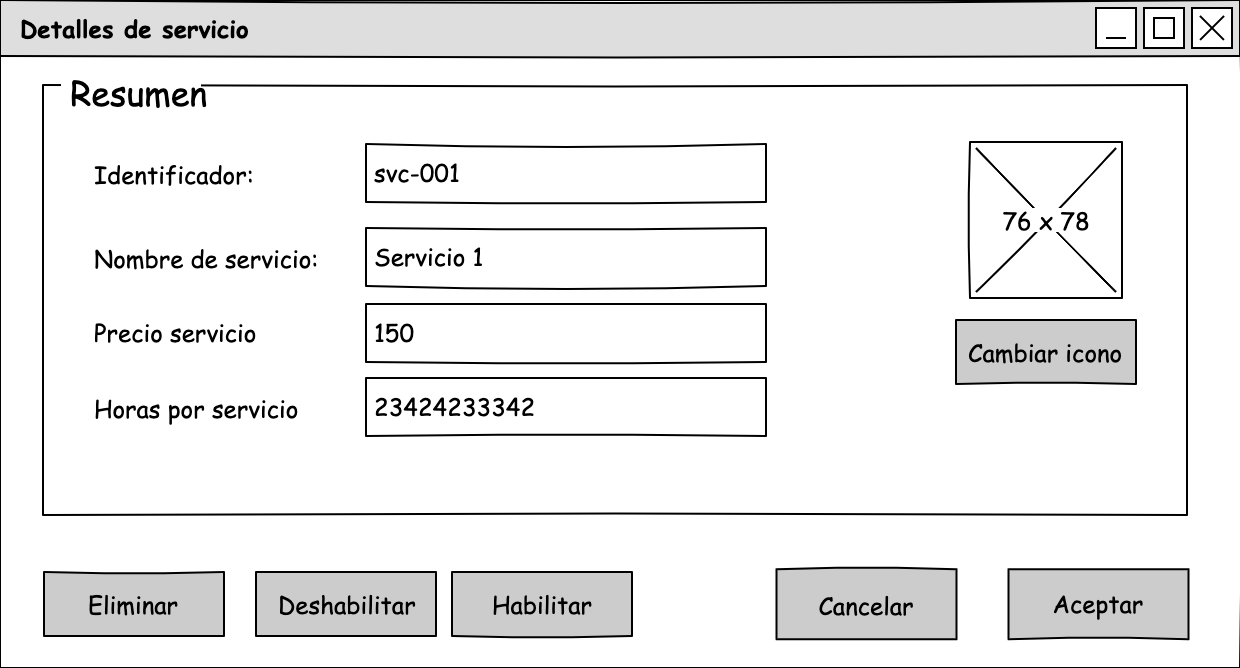 Detalles de servicio
Resumen
Identificador:
svc-001
76 x 78
Nombre de servicio:
Servicio 1
Precio servicio
150
Cambiar icono
Horas por servicio
23424233342
Eliminar
Deshabilitar
Habilitar
Cancelar
Aceptar